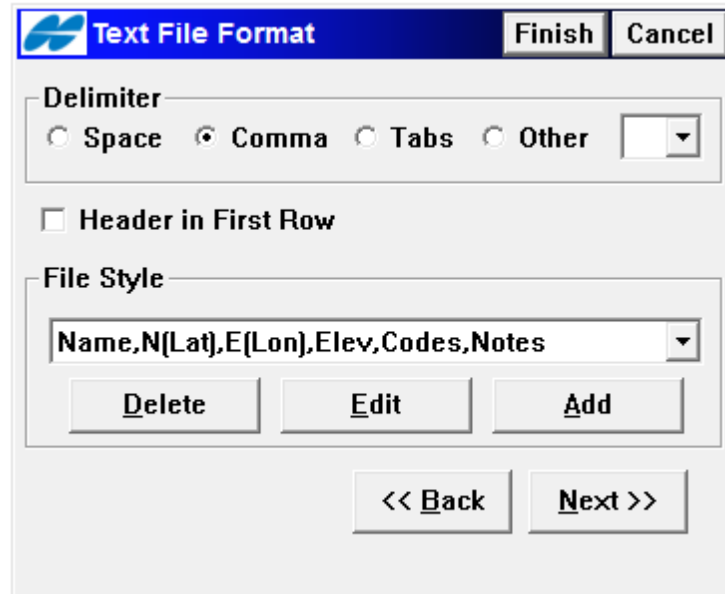 Text File Format Finish Cancel
Delimiter
Space Comma Tabs Other
Header in First Row
File Style
Name,N(Lat),E(Lon),Elev,Codes,Notes
Delete Edit Add
<< Back Next >>